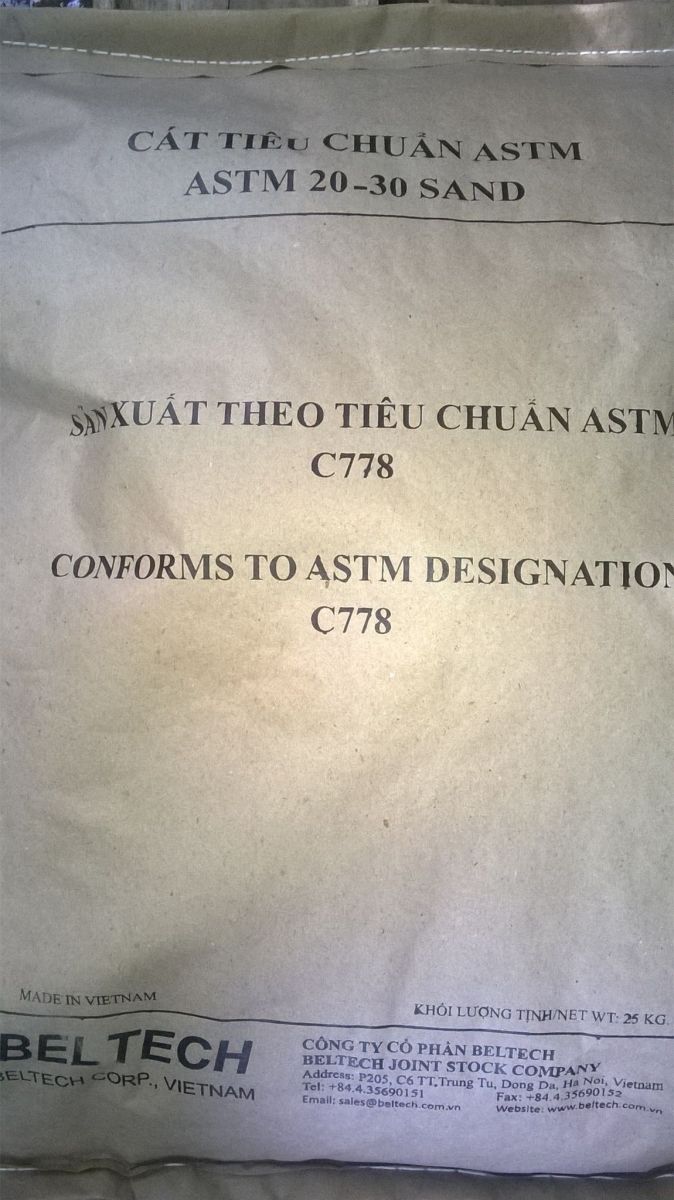 CÁT TIÊU CHUẨN ASTM
ASTM 20-30 SAND
SẢN XUẤT THEO TIÊU CHUẨN ASTM
C778
CONFORMS TO ASTM DESIGNATION
C778
MADE IN VIETNAM
KHỐI LƯỢNG TỊNH/NET WT: 25 KG.
BELTECH
BELTECH CORP., VIETNAM
CÔNG TY CỔ PHẦN BELTECH
BELTECH JOINT STOCK COMPANY
Address: P205, C6 TT,Trung Tu, Dong Da, Ha Noi, Vietnam
Tel: +84.4.35690151 Fax: +84.4.35690152
Email: sales@beltech.com.vn Website: www.beltech.com.vn